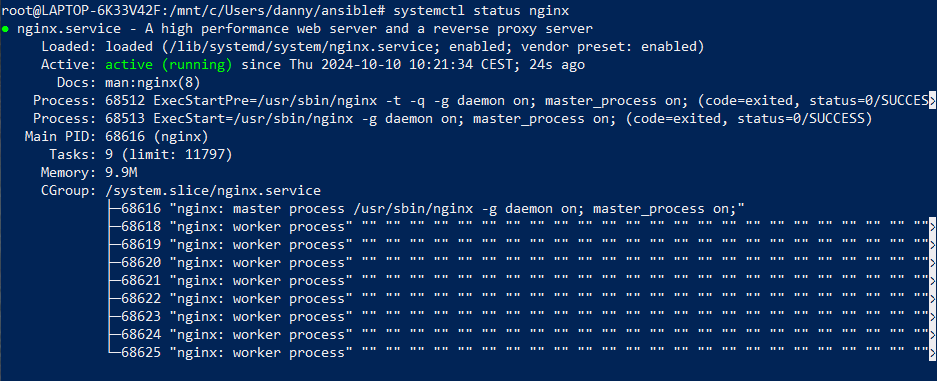 root@LAPTOP-6K33V42F:/mnt/c/Users/danny/ansible# systemctl status nginx
● nginx.service - A high performance web server and a reverse proxy server
     Loaded: loaded (/lib/systemd/system/nginx.service; enabled; vendor preset: enabled)
     Active: active (running) since Thu 2024-10-10 10:21:34 CEST; 24s ago
       Docs: man:nginx(8)
    Process: 68512 ExecStartPre=/usr/sbin/nginx -t -q -g daemon on; master_process on; (code=exited, status=0/SUCCES>
    Process: 68513 ExecStart=/usr/sbin/nginx -g daemon on; master_process on; (code=exited, status=0/SUCCESS)
   Main PID: 68616 (nginx)
      Tasks: 9 (limit: 11797)
     Memory: 9.9M
     CGroup: /system.slice/nginx.service
             ├─68616 "nginx: master process /usr/sbin/nginx -g daemon on; master_process on;"
             ├─68618 "nginx: worker process" "" "" "" "" "" "" "" "" "" "" "" "" "" "" "" "" "" "" "" "" "" "" "" "">
             ├─68619 "nginx: worker process" "" "" "" "" "" "" "" "" "" "" "" "" "" "" "" "" "" "" "" "" "" "" "" "">
             ├─68620 "nginx: worker process" "" "" "" "" "" "" "" "" "" "" "" "" "" "" "" "" "" "" "" "" "" "" "" "">
             ├─68621 "nginx: worker process" "" "" "" "" "" "" "" "" "" "" "" "" "" "" "" "" "" "" "" "" "" "" "" "">
             ├─68622 "nginx: worker process" "" "" "" "" "" "" "" "" "" "" "" "" "" "" "" "" "" "" "" "" "" "" "" "">
             ├─68623 "nginx: worker process" "" "" "" "" "" "" "" "" "" "" "" "" "" "" "" "" "" "" "" "" "" "" "" "">
             ├─68624 "nginx: worker process" "" "" "" "" "" "" "" "" "" "" "" "" "" "" "" "" "" "" "" "" "" "" "" "">
             └─68625 "nginx: worker process" "" "" "" "" "" "" "" "" "" "" "" "" "" "" "" "" "" "" "" "" "" "" "" "">